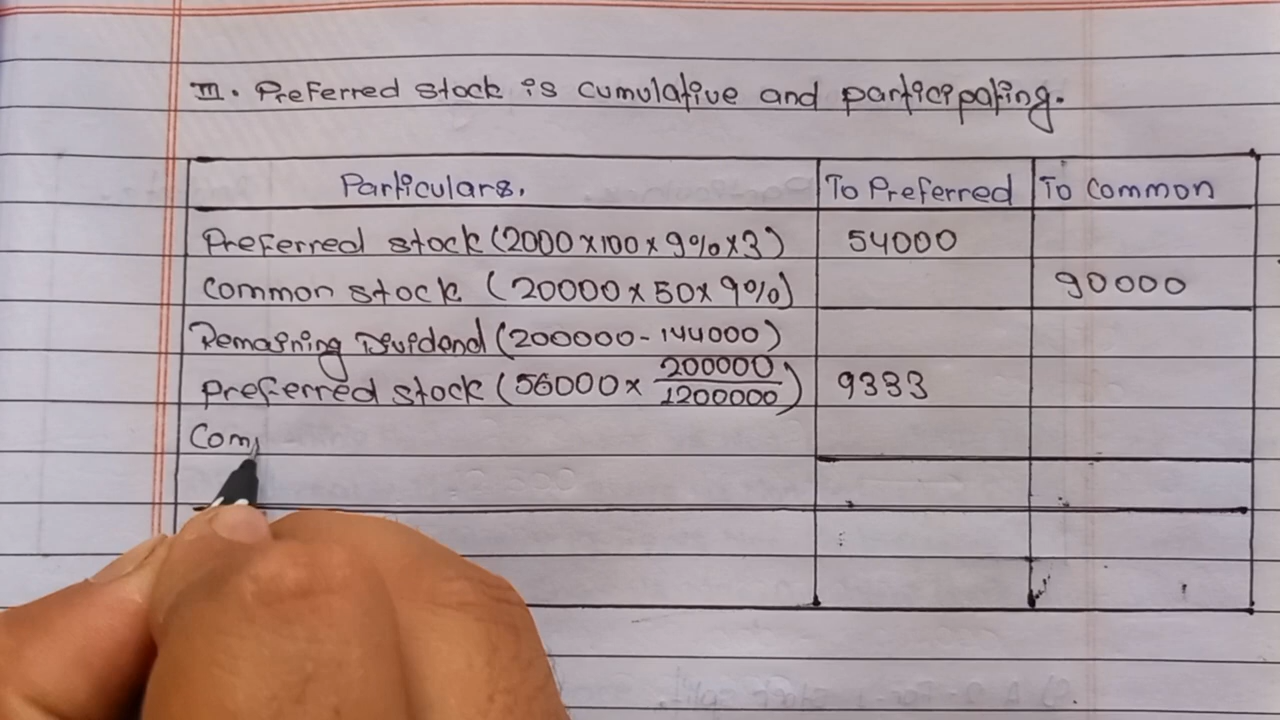 III. Preferred stock is cumulative and participating.
Particulars. To Preferred To Common
Preferred stock (2000×100×9%×3) 54000
Common stock (20000×50×9%) 90000
Remaining Dividend (200000-144000)
Preferred stock (56000× 200000/1200000) 9333
Com